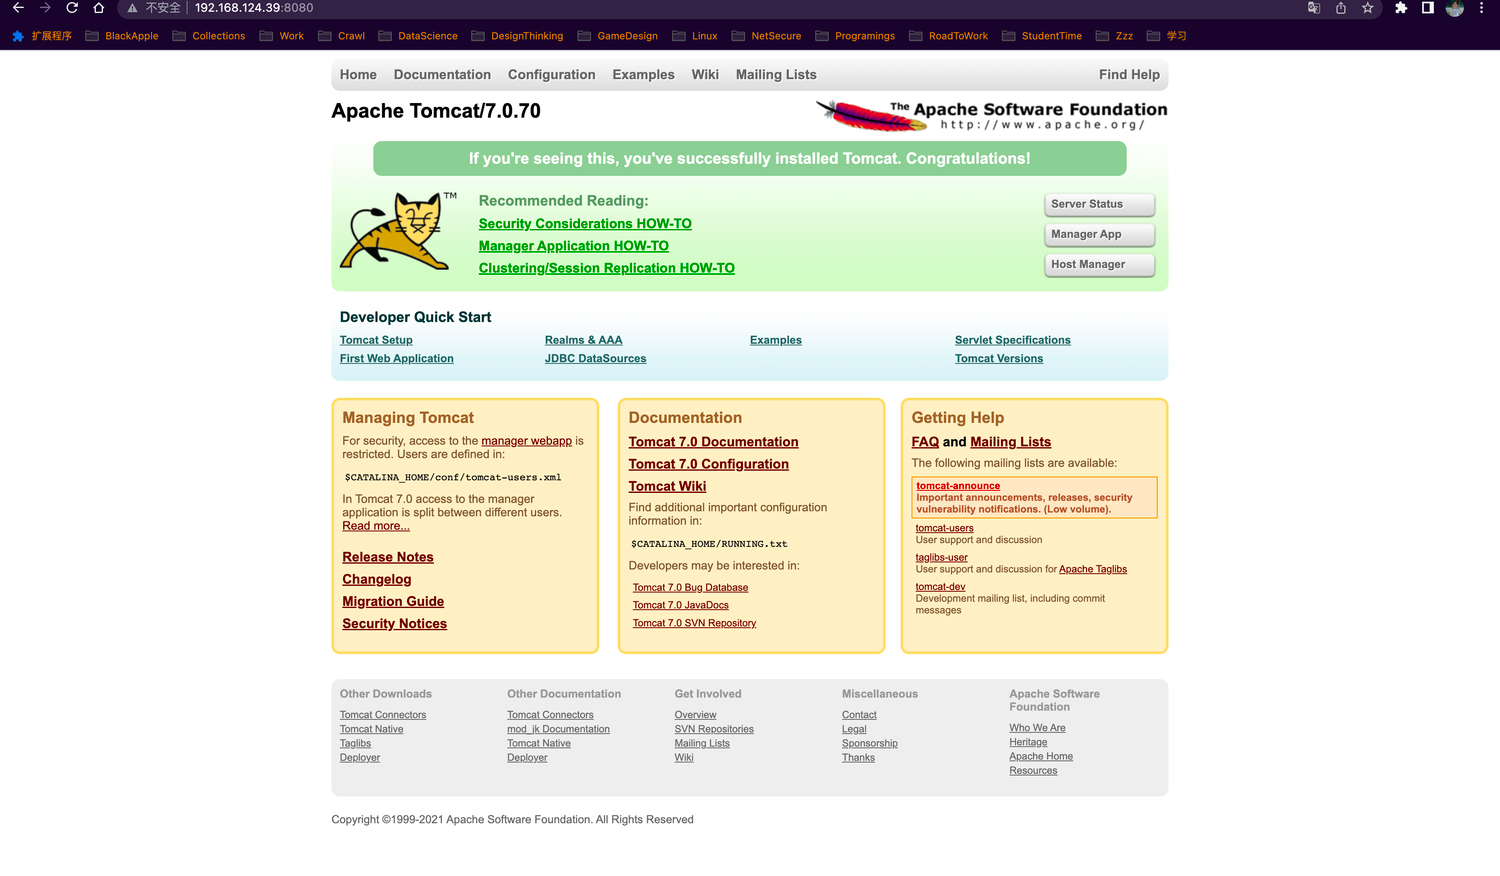 不安全 192.168.124.39:8080
扩展程序 BlackApple Collections Work Crawl DataScience DesignThinking GameDesign Linux NetSecure Programings RoadToWork StudentTime Zzz 学习
Home Documentation Configuration Examples Wiki Mailing Lists Find Help
Apache Tomcat/7.0.70
The Apache Software Foundation
http://www.apache.org/
If you're seeing this, you've successfully installed Tomcat. Congratulations!
TM
Recommended Reading:
Security Considerations HOW-TO
Manager Application HOW-TO
Clustering/Session Replication HOW-TO
Server Status
Manager App
Host Manager
Developer Quick Start
Tomcat Setup
First Web Application
Realms & AAA
JDBC DataSources
Examples
Servlet Specifications
Tomcat Versions
Managing Tomcat
For security, access to the manager webapp is
restricted. Users are defined in:
$CATALINA_HOME/conf/tomcat-users.xml
In Tomcat 7.0 access to the manager
application is split between different users.
Read more...
Release Notes
Changelog
Migration Guide
Security Notices
Documentation
Tomcat 7.0 Documentation
Tomcat 7.0 Configuration
Tomcat Wiki
Find additional important configuration
information in:
$CATALINA_HOME/RUNNING.txt
Developers may be interested in:
Tomcat 7.0 Bug Database
Tomcat 7.0 JavaDocs
Tomcat 7.0 SVN Repository
Getting Help
FAQ and Mailing Lists
The following mailing lists are available:
tomcat-announce
Important announcements, releases, security
vulnerability notifications. (Low volume).
tomcat-users
User support and discussion
taglibs-user
User support and discussion for Apache Taglibs
tomcat-dev
Development mailing list, including commit
messages
Other Downloads
Tomcat Connectors
Tomcat Native
Taglibs
Deployer
Other Documentation
Tomcat Connectors
mod_jk Documentation
Tomcat Native
Deployer
Get Involved
Overview
SVN Repositories
Mailing Lists
Wiki
Miscellaneous
Contact
Legal
Sponsorship
Thanks
Apache Software
Foundation
Who We Are
Heritage
Apache Home
Resources
Copyright ©1999-2021 Apache Software Foundation. All Rights Reserved